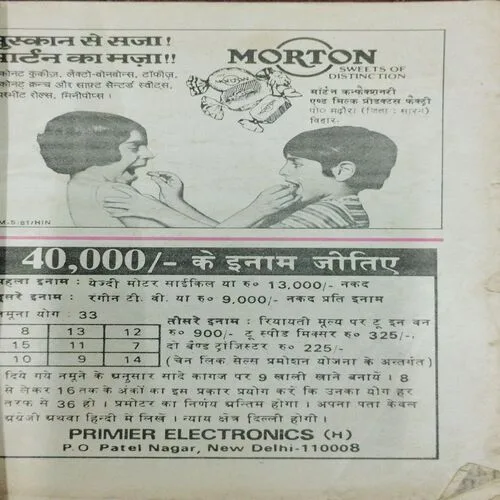 मुस्कान से सजा!
मार्टन का मज़ा!!
कोनट कुकीज़, लैक्टो-बोनबोन्स, टॉफीज़,
कोनट क्रन्च और साफ़्ट सेन्टर्ड स्वीट्स,
रोल्स, मिनीपोप्स।
MORTON
SWEETS OF
DISTINCTION
मार्टन कन्फेक्शनरी
एण्ड मिल्क प्रोडक्टस फैक्ट्री
पो० मढ़ौरा (जिला : सारन)
बिहार.
M-5/81/HIN
40,000/- के इनाम जीतिए
पहला इनाम : येज्दी मोटर साईकिल या रु० 13,000/- नकद
दूसरे इनाम : रंगीन टी. वी. या रु० 9,000/- नकद प्रति इनाम
नमूना योग : 33
8 13 12
15 11 7
10 9 14
तीसरे इनाम : रियायती मूल्य पर टू इन वन
रु० 900/- टू स्पीड मिक्सर रु० 325/-,
दो बैण्ड ट्रांजिस्टर रु० 225/-
(चेन लिंक सेल्स प्रमोशन योजना के अन्तर्गत)
दिये गये नमूने के अनुसार सादे कागज पर 9 खाली खाने बनायें । 8
से लेकर 16 तक के अंकों का इस प्रकार प्रयोग करें कि उनका योग हर
तरफ से 36 हो । प्रमोटर का निर्णय अन्तिम होगा । अपना पता केवल
अंग्रेजी अथवा हिन्दी में लिखें । न्याय क्षेत्र दिल्ली होगी ।
PRIMIER ELECTRONICS (H)
P.O Patel Nagar, New Delhi-110008